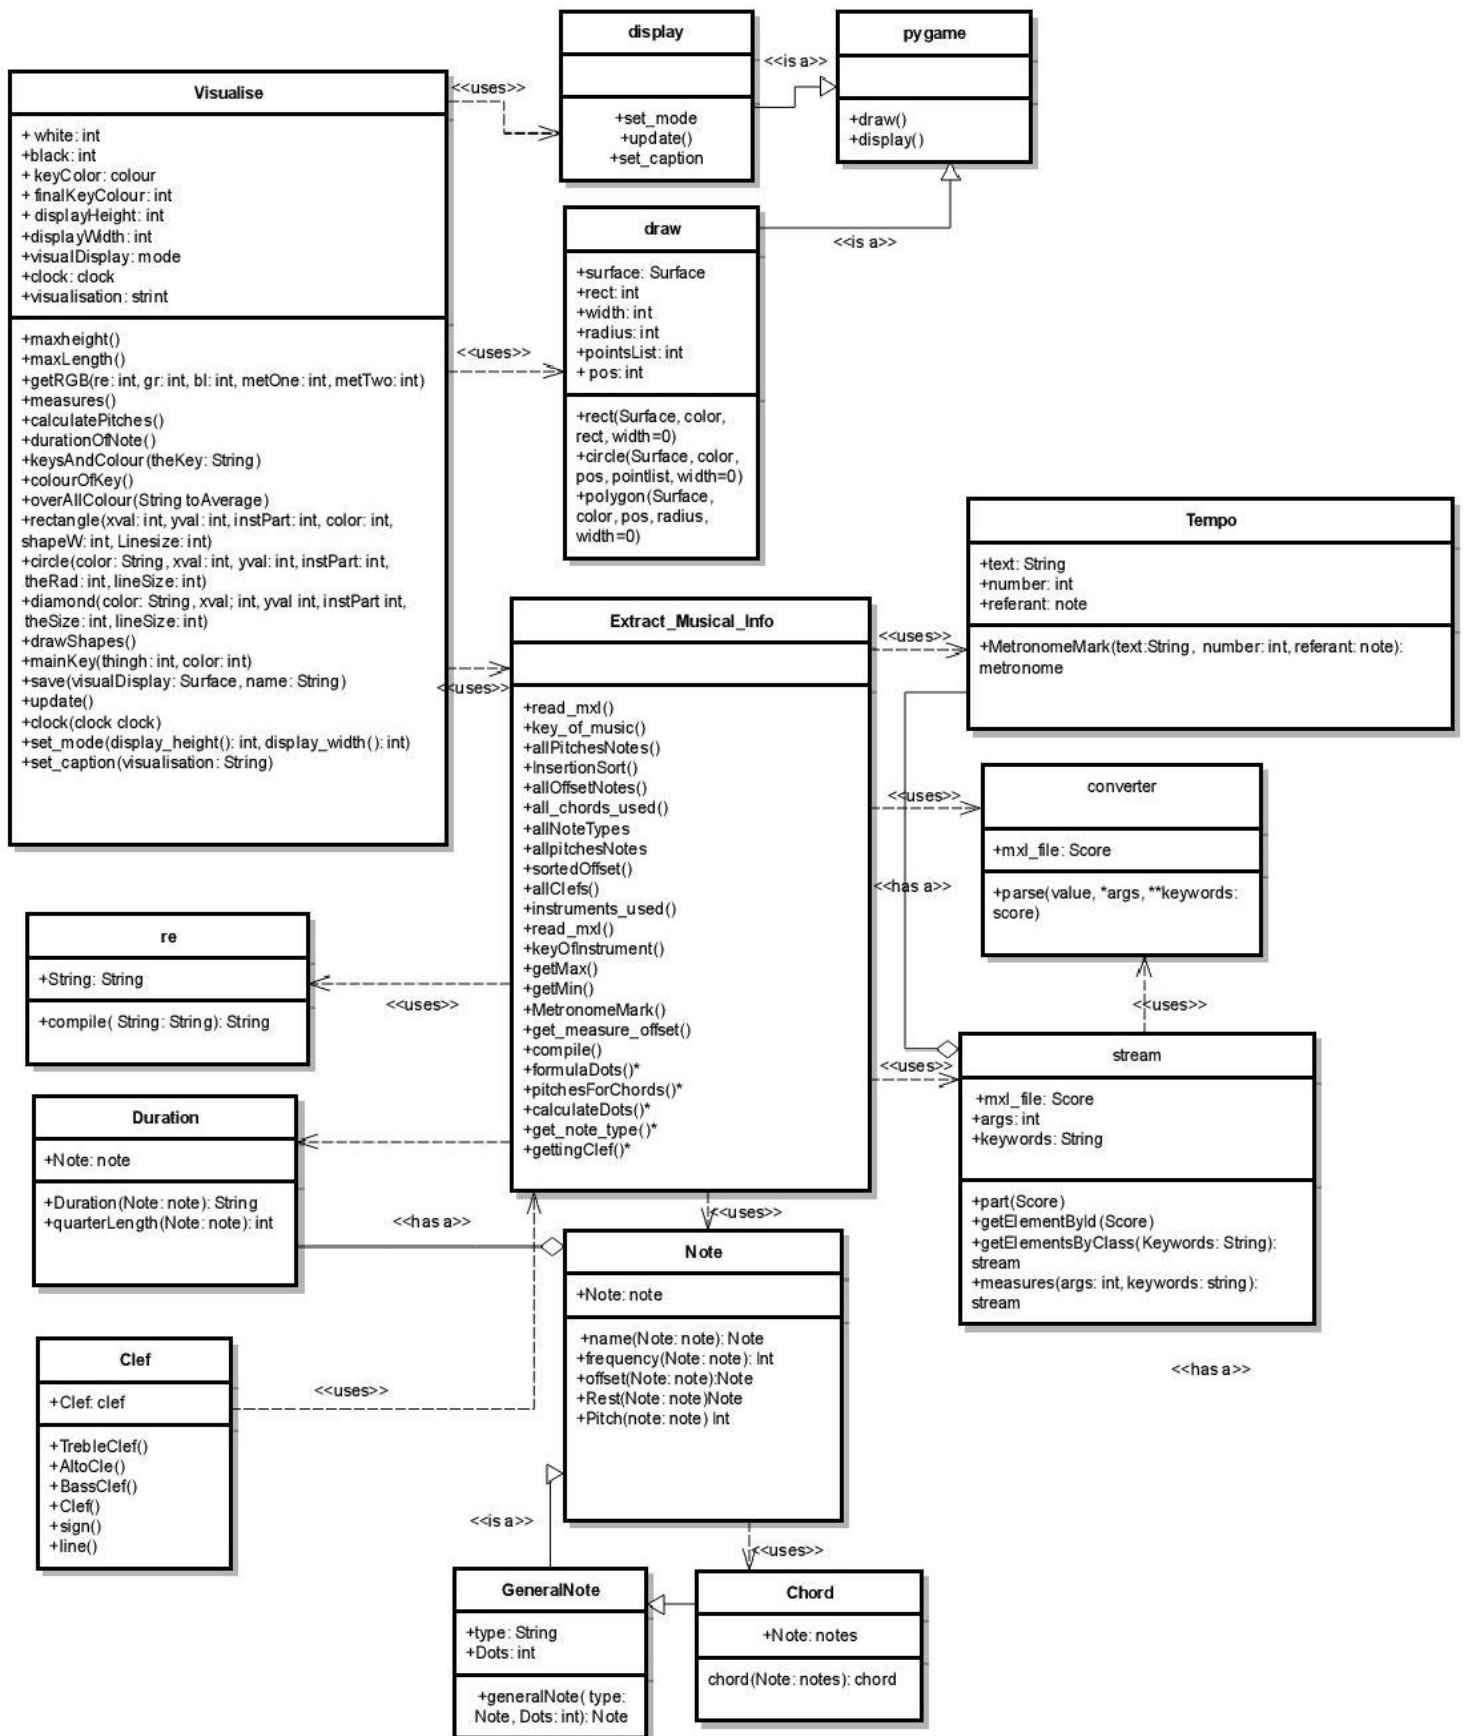 display
+set_mode
+update()
+set_caption
<<is a>>
pygame
+draw()
+display()
Visualise
+ white: int
+black: int
+ keyColor: colour
+ finalKeyColour: int
+ displayHeight: int
+displayWidth: int
+visualDisplay: mode
+clock: clock
+visualisation: strint
+maxheight()
+maxLength()
+getRGB(re: int, gr: int, bl: int, metOne: int, metTwo: int)
+measures()
+calculatePitches()
+durationOfNote()
+keysAndColour(theKey: String)
+colourOfKey()
+overAllColour(String toAverage)
+rectangle(xval: int, yval: int, instPart: int, color: int,
shapeW: int, Linesize: int)
+circle(color: String, xval: int, yval: int, instPart: int,
theRad: int, lineSize: int)
+diamond(color: String, xval; int, yval int, instPart int,
theSize: int, lineSize: int)
+drawShapes()
+mainKey(thingh: int, color: int)
+save(visualDisplay: Surface, name: String)
+update()
+clock(clock clock)
+set_mode(display_height(): int, display_width(): int)
+set_caption(visualisation: String)
<<uses>>
<<uses>>
<<uses>>
draw
+surface: Surface
+rect: int
+width: int
+radius: int
+pointsList: int
+ pos: int
+rect(Surface, color,
rect, width=0)
+circle(Surface, color,
pos, pointlist, width=0)
+polygon(Surface,
color, pos, radius,
width=0)
<<is a>>
Extract_Musical_Info
+read_mxl()
+key_of_music()
+allPitchesNotes()
+InsertionSort()
+allOffsetNotes()
+all_chords_used()
+allNoteTypes
+allpitchesNotes
+sortedOffset()
+allClefs()
+instruments_used()
+read_mxl()
+keyOfInstrument()
+getMax()
+getMin()
+MetronomeMark()
+get_measure_offset()
+compile()
+formulaDots()*
+pitchesForChords()*
+calculateDots()*
+get_note_type()*
+gettingClef()*
<<uses>>
Tempo
+text: String
+number: int
+referant: note
+MetronomeMark(text:String, number: int, referant: note):
metronome
<<uses>>
converter
+mxl_file: Score
+parse(value, *args, **keywords:
score)
<<has a>>
<<uses>>
<<uses>>
stream
+mxl_file: Score
+args: int
+keywords: String
+part(Score)
+getElementById(Score)
+getElementsByClass(Keywords: String):
stream
+measures(args: int, keywords: string):
stream
<<has a>>
re
+String: String
+compile( String: String): String
<<uses>>
Duration
+Note: note
+Duration(Note: note): String
+quarterLength(Note: note): int
<<has a>>
<<uses>>
Note
+Note: note
+name(Note: note): Note
+frequency(Note: note): Int
+offset(Note: note):Note
+Rest(Note: note)Note
+Pitch(note: note) Int
Clef
+Clef: clef
+TrebleClef()
+AltoCle()
+BassClef()
+Clef()
+sign()
+line()
<<uses>>
<<is a>>
<<uses>>
GeneralNote
+type: String
+Dots: int
+generalNote( type:
Note, Dots: int): Note
Chord
+Note: notes
chord(Note: notes): chord